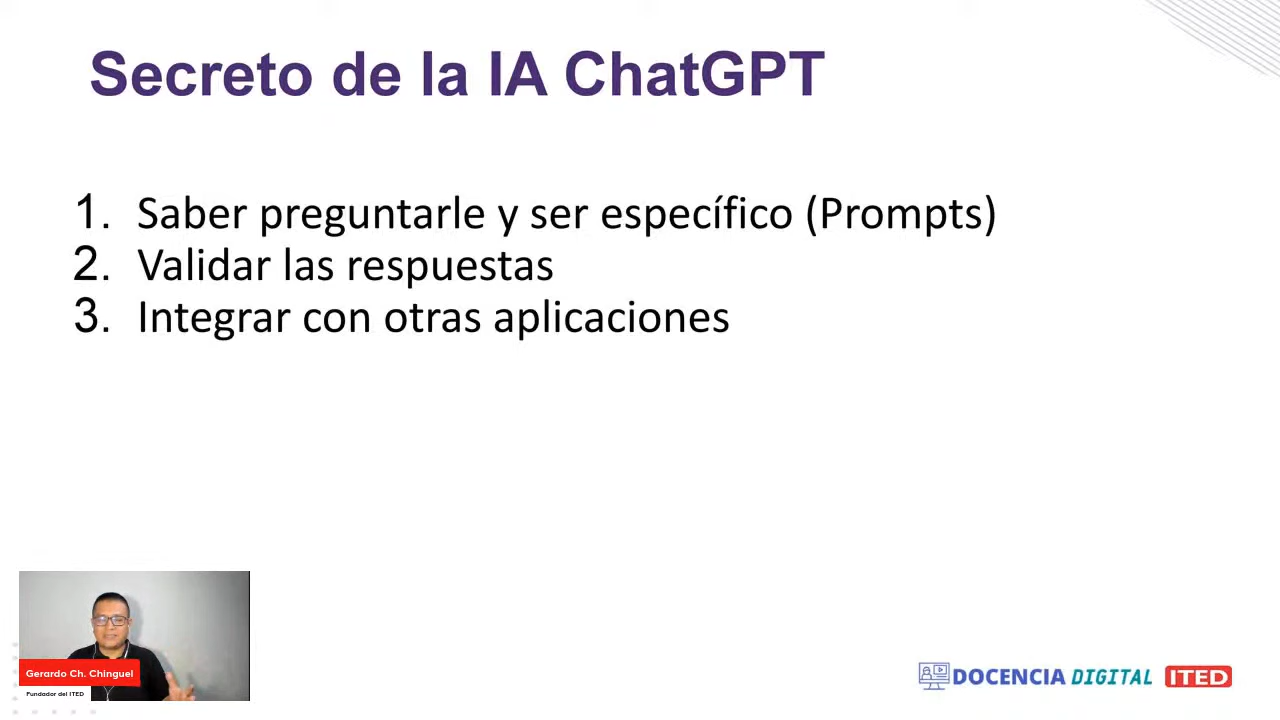 Secreto de la IA ChatGPT
1. Saber preguntarle y ser específico (Prompts)
2. Validar las respuestas
3. Integrar con otras aplicaciones
Gerardo Ch. Chinguel
Fundador del ITED
DOCENCIA DIGITAL ITED